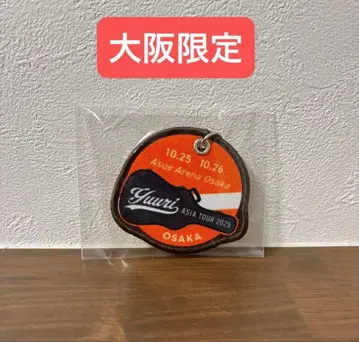 大阪限定
10.25 10.26
Asue Arena Osaka
yuuri
ASIA TOUR 2025
OSAKA